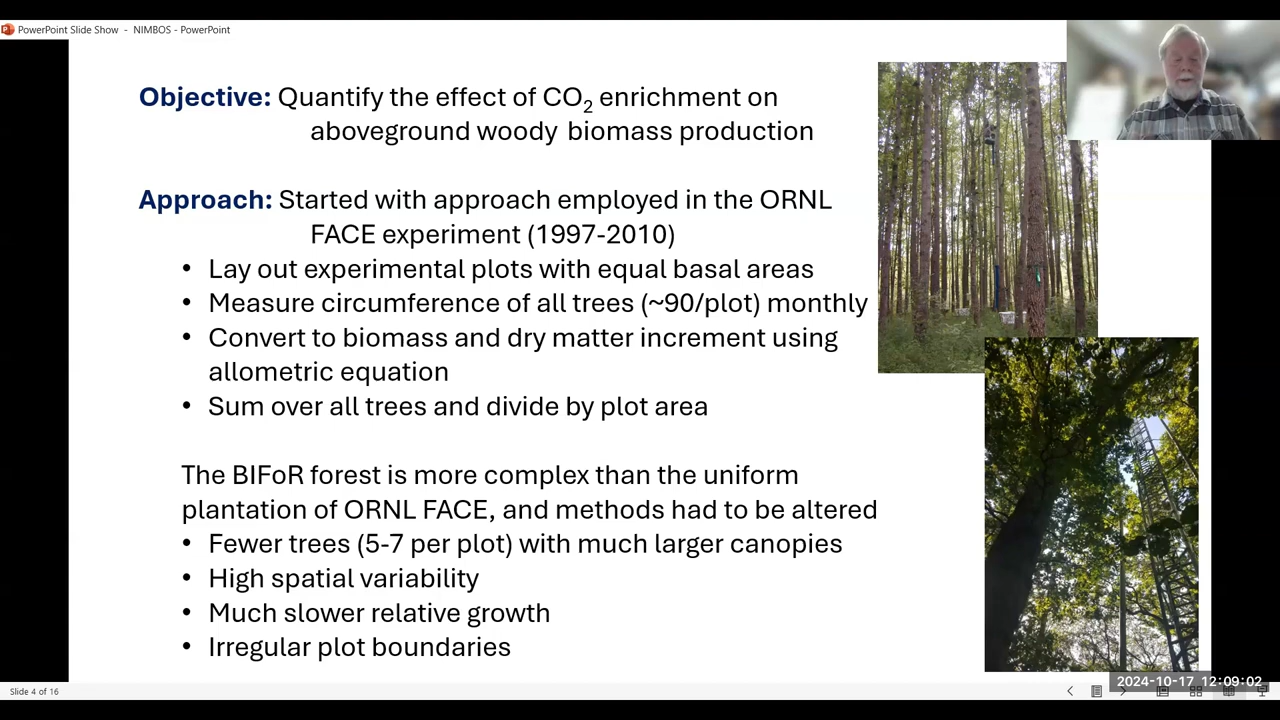 PowerPoint Slide Show - NIMBOS - PowerPoint
Objective: Quantify the effect of CO2 enrichment on
aboveground woody biomass production
Approach: Started with approach employed in the ORNL
FACE experiment (1997-2010)
• Lay out experimental plots with equal basal areas
• Measure circumference of all trees (~90/plot) monthly
• Convert to biomass and dry matter increment using
allometric equation
• Sum over all trees and divide by plot area
The BIFoR forest is more complex than the uniform
plantation of ORNL FACE, and methods had to be altered
• Fewer trees (5-7 per plot) with much larger canopies
• High spatial variability
• Much slower relative growth
• Irregular plot boundaries
Slide 4 of 16
2024-10-17 12:09:02